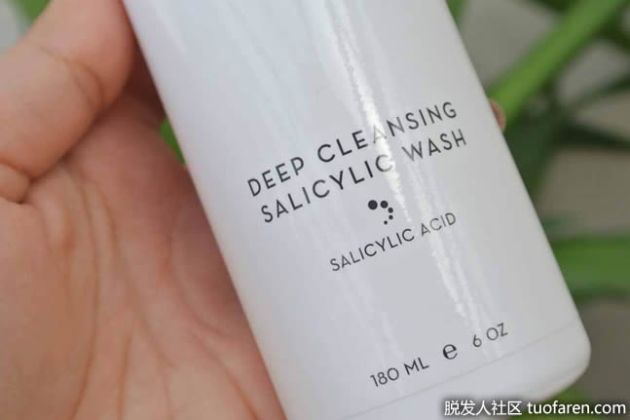 DEEP CLEANSING
SALICYLIC WASH
SALICYLIC ACID
180 ML e 6 OZ
脱发人社区 tuofaren.com